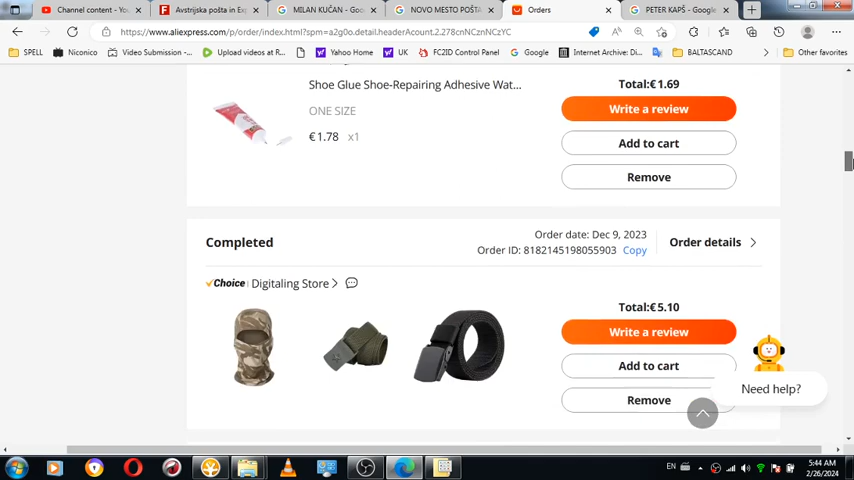 Channel content - Yo
Avstrijska pošta in Ex
MILAN KUČAN - Goo
NOVO MESTO POŠTA
Orders
PETER KAPŠ - Google
https://www.aliexpress.com/p/order/index.html?spm=a2g0o.detail.headerAcount.2.278cnCznCzYC
SPELL
Niconico
Video Submission -...
Upload videos at R...
Yahoo Home
UK
FC2ID Control Panel
Google
Internet Archive: Di...
BALTASCAND
Other favorites
Shoe Glue Shoe-Repairing Adhesive Wat...
ONE SIZE
€1.78 x1
Total:€1.69
Write a review
Add to cart
Remove
Completed
Order date: Dec 9, 2023
Order ID: 8182145198055903 Copy
Order details
Choice Digitaling Store
Total:€5.10
Write a review
Add to cart
Remove
Need help?
EN
5:44 AM
2/26/2024